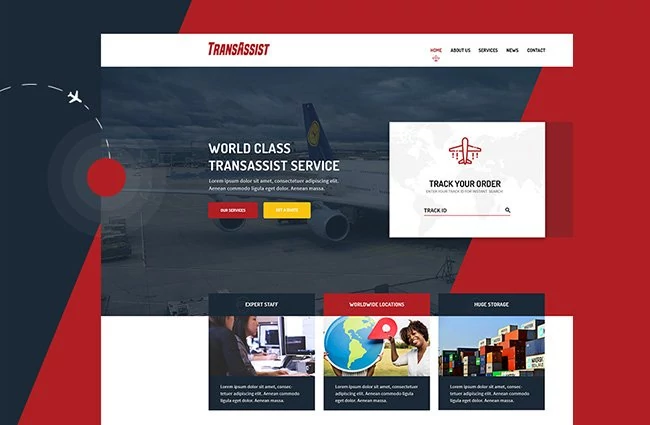 TRANSASSIST
HOME ABOUT US SERVICES NEWS CONTACT
WORLD CLASS
TRANSASSIST SERVICE
Lorem ipsum dolor sit amet, consectetuer adipiscing elit.
Aenean commodo ligula eget dolor. Aenean massa.
OUR SERVICES
GET A QUOTE
TRACK YOUR ORDER
ENTER YOUR TRACK ID FOR INSTANT SEARCH
TRACK ID
EXPERT STAFF
Lorem ipsum dolor sit amet, consec-
tetuer adipiscing elit. Aenean commodo
ligula eget dolor. Aenean massa.
WORLDWIDE LOCATIONS
Lorem ipsum dolor sit amet, consectetuer
adipiscing elit. Aenean commodo ligula
eget dolor. Aenean massa.
HUGE STORAGE
Lorem ipsum dolor sit amet, consec-
tetuer adipiscing elit. Aenean commodo
ligula eget dolor. Aenean massa.